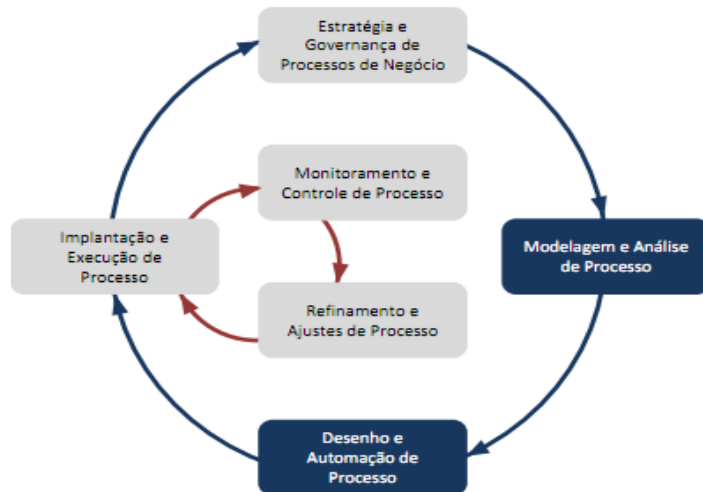 Estratégia e
Governança de
Processos de Negócio
Monitoramento e
Controle de Processo
Implantação e
Execução de
Processo
Modelagem e Análise
de Processo
Refinamento e
Ajustes de Processo
Desenho e
Automação de
Processo